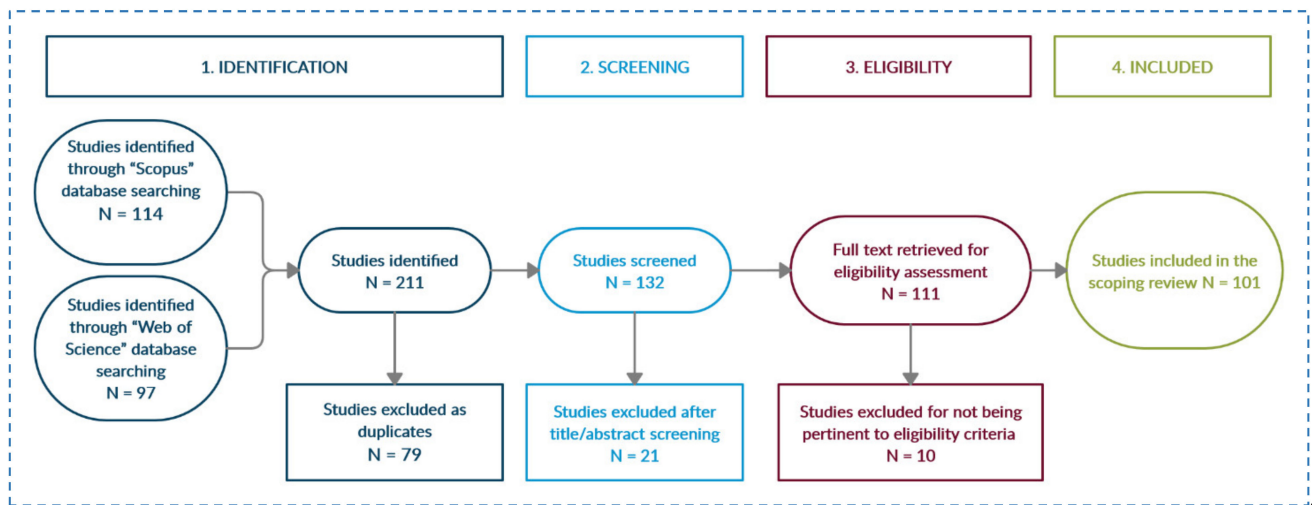 1. IDENTIFICATION
2. SCREENING
3. ELIGIBILITY
4. INCLUDED
Studies identified
through “Scopus”
database searching
N = 114
Studies identified
through “Web of
Science” database
searching
N = 97
Studies identified
N = 211
Studies excluded as
duplicates
N = 79
Studies screened
N = 132
Studies excluded after
title/abstract screening
N = 21
Full text retrieved for
eligibility assessment
N = 111
Studies excluded for not being
pertinent to eligibility criteria
N = 10
Studies included in the
scoping review N = 101